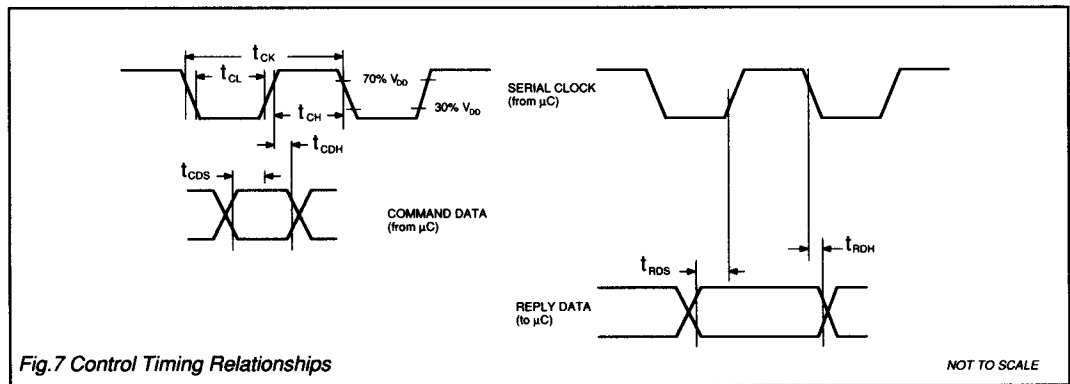 tCK
tCL
70% VDD
30% VDD
tCH
tCDH
tCDS
COMMAND DATA
(from µC)
SERIAL CLOCK
(from µC)
tRDH
tRDS
REPLY DATA
(to µC)
Fig.7 Control Timing Relationships
NOT TO SCALE